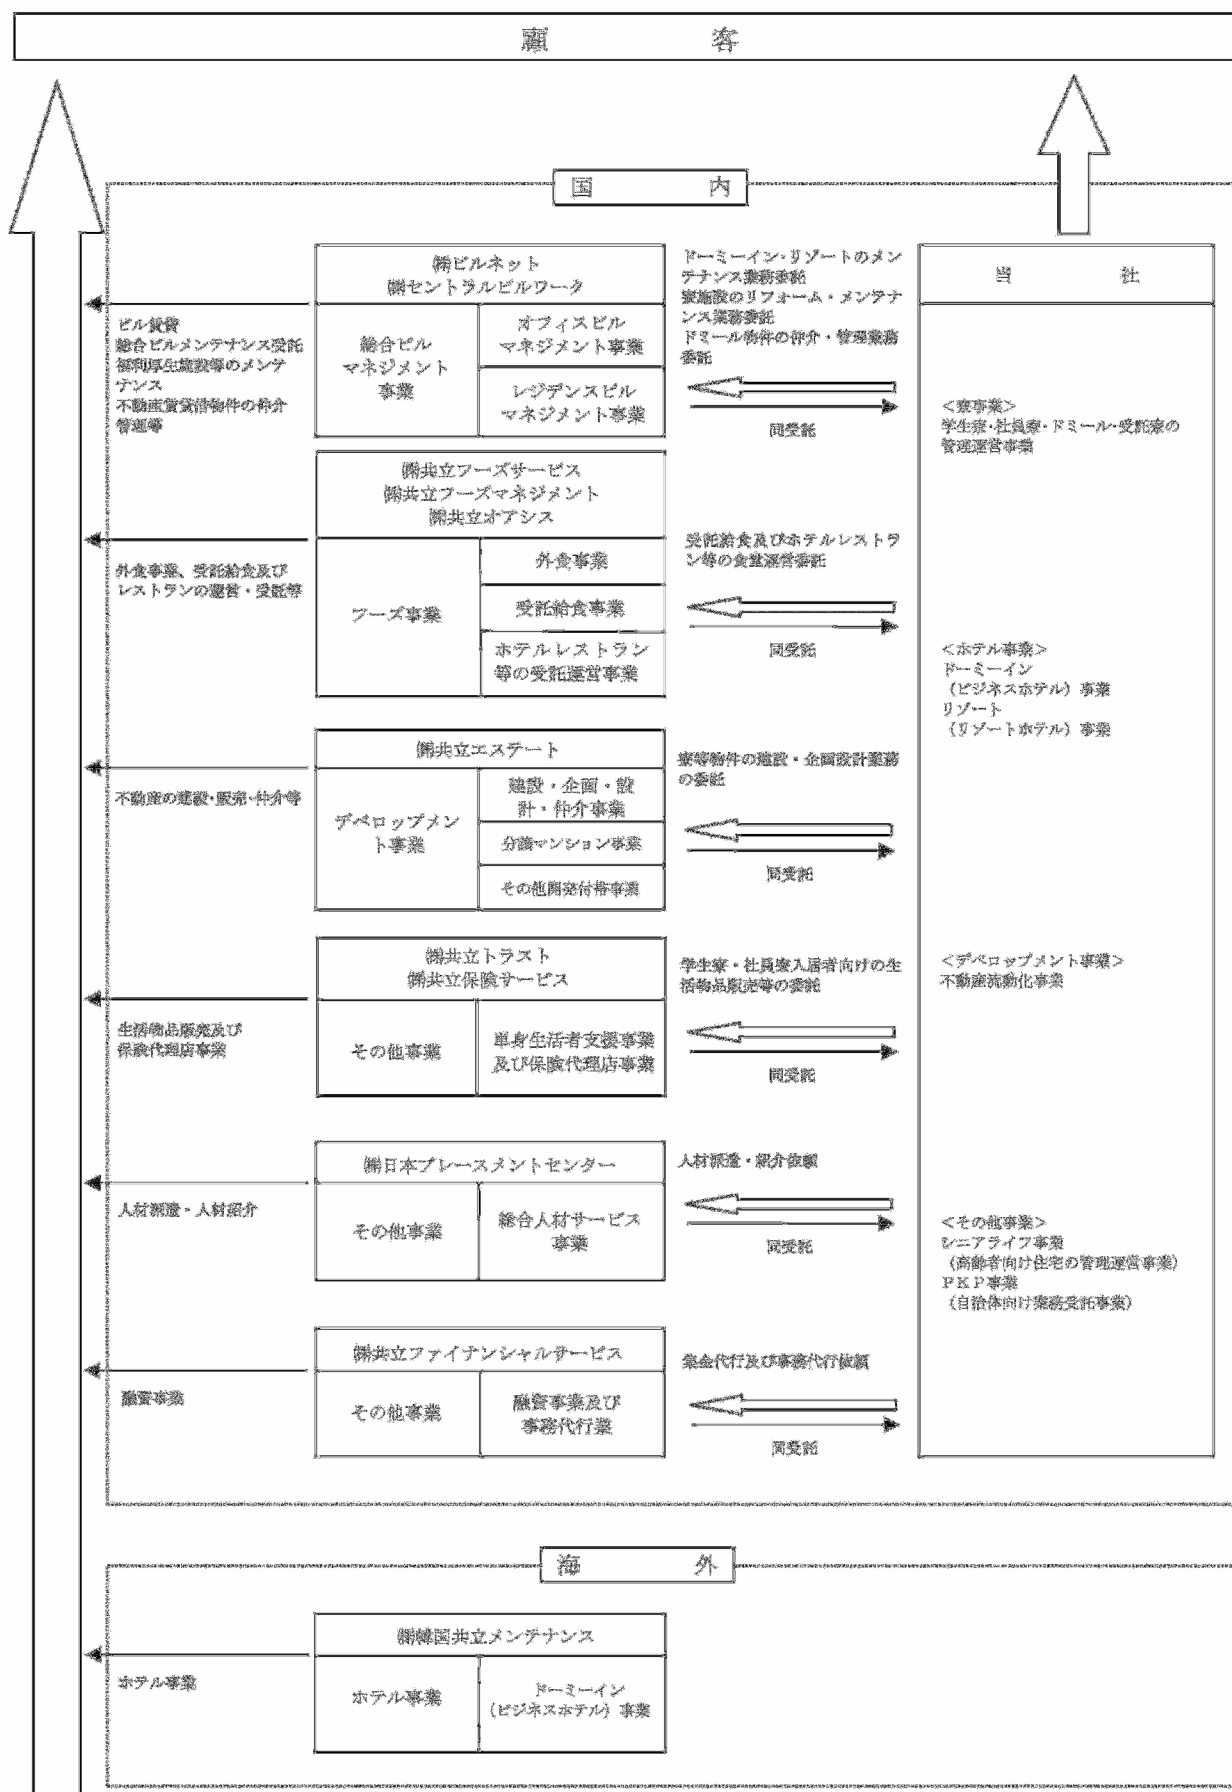 顧客
国内
㈱ビルネット
㈱セントラルビルワーク
総合ビル
マネジメント
事業
オフィスビル
マネジメント事業
レジデンスビル
マネジメント事業
ビル賃貸
総合ビルメンテナンス受託
福利厚生施設等のメンテ
ナンス
不動産賃貸借物件の仲介
管理等
ドーミーイン･リゾートのメン
テナンス業務委託
寮施設のリフォーム・メンテナ
ンス業務委託
ドミール物件の仲介・管理業務
委託
同受託
当社
＜寮事業＞
学生寮･社員寮･ドミール･受託寮の
管理運営事業
㈱共立フーズサービス
㈱共立フーズマネジメント
㈱共立オアシス
フーズ事業
外食事業
受託給食事業
ホテルレストラン
等の受託運営事業
外食事業、受託給食及び
レストランの運営・受託等
受託給食及びホテルレストラ
ン等の食堂運営委託
同受託
＜ホテル事業＞
ドーミーイン
（ビジネスホテル）事業
リゾート
（リゾートホテル）事業
㈱共立エステート
デベロップメン
ト事業
建設・企画・設
計・仲介事業
分譲マンション事業
その他開発付帯事業
不動産の建設･販売･仲介等
寮等物件の建設・企画設計業務
の委託
同受託
㈱共立トラスト
㈱共立保険サービス
その他事業
単身生活者支援事業
及び保険代理店事業
生活物品販売及び
保険代理店事業
学生寮・社員寮入居者向けの生
活物品販売等の委託
同受託
＜デベロップメント事業＞
不動産流動化事業
㈱日本プレースメントセンター
その他事業
総合人材サービス
事業
人材派遣・人材紹介
人材派遣・紹介依頼
同受託
＜その他事業＞
シニアライフ事業
（高齢者向け住宅の管理運営事業）
ＰＫＰ事業
（自治体向け業務受託事業）
㈱共立ファイナンシャルサービス
その他事業
融資事業及び
事務代行業
融資事業
集金代行及び事務代行依頼
同受託
海外
㈱韓国共立メンテナンス
ホテル事業
ドーミーイン
（ビジネスホテル）事業
ホテル事業